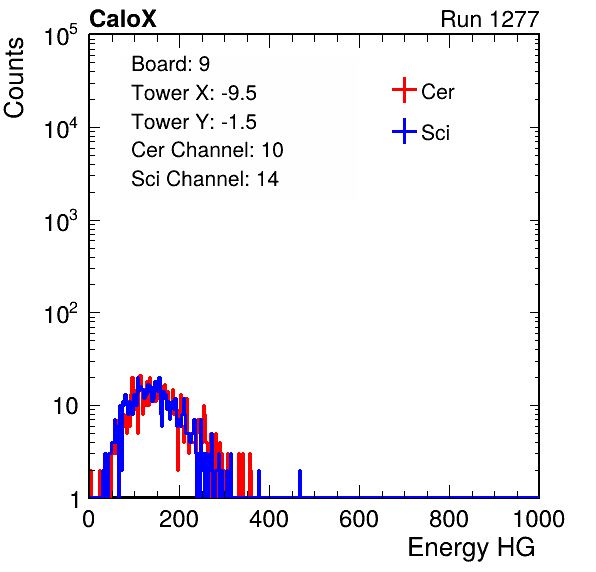 CaloX Run 1277
Counts
10^5
10^4
10^3
10^2
10
1
Board: 9
Tower X: -9.5
Tower Y: -1.5
Cer Channel: 10
Sci Channel: 14
Cer
Sci
0 200 400 600 800 1000
Energy HG